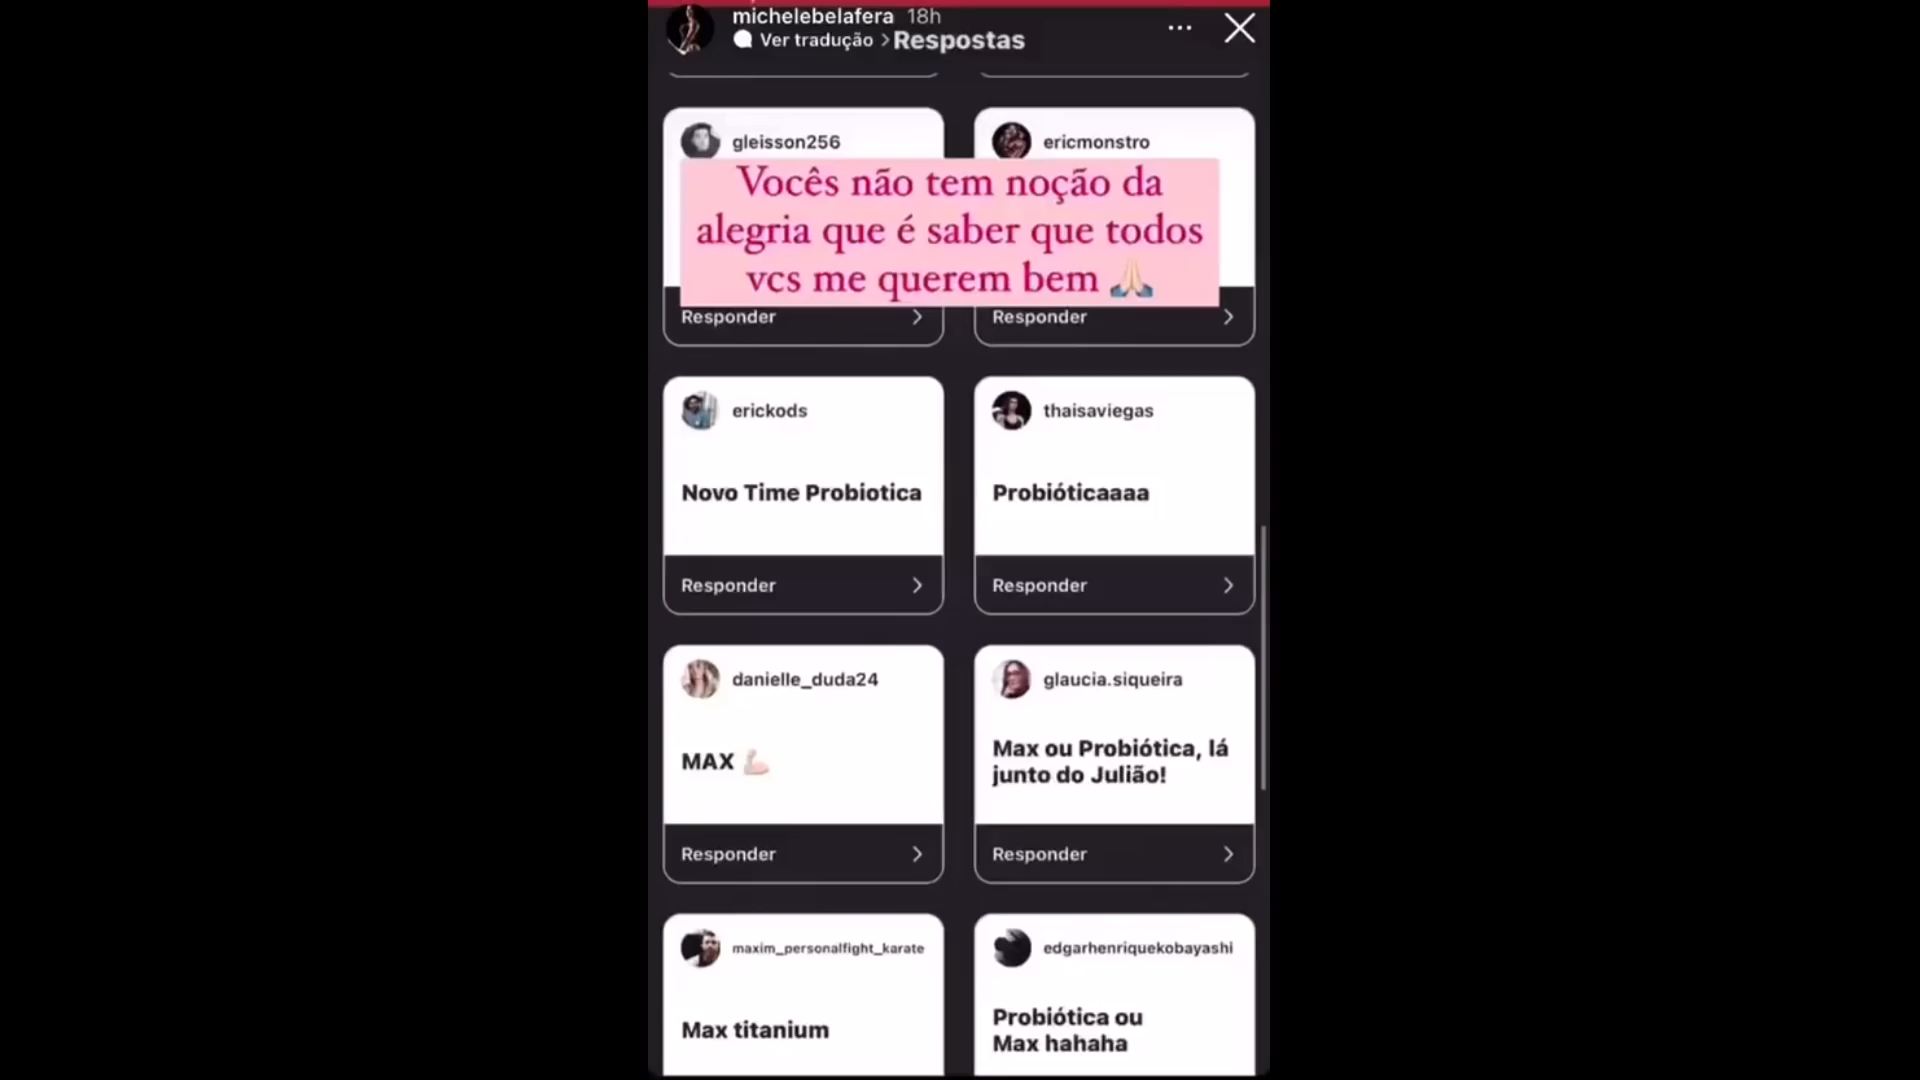 michelebelafera 18h
Ver tradução >
Respostas
gleisson256
ericmonstro
Vocês não tem noção da
alegria que é saber que todos
vcs me querem bem 🙏🏻
Responder
Responder
erickods
Novo Time Probiotica
Responder
thaisaviegas
Probióticaaaa
Responder
danielle_duda24
MAX 💪🏻
Responder
glaucia.siqueira
Max ou Probiótica, lá
junto do Julião!
Responder
maxim_personalfight_karate
Max titanium
edgarhenriquekobayashi
Probiótica ou
Max hahaha